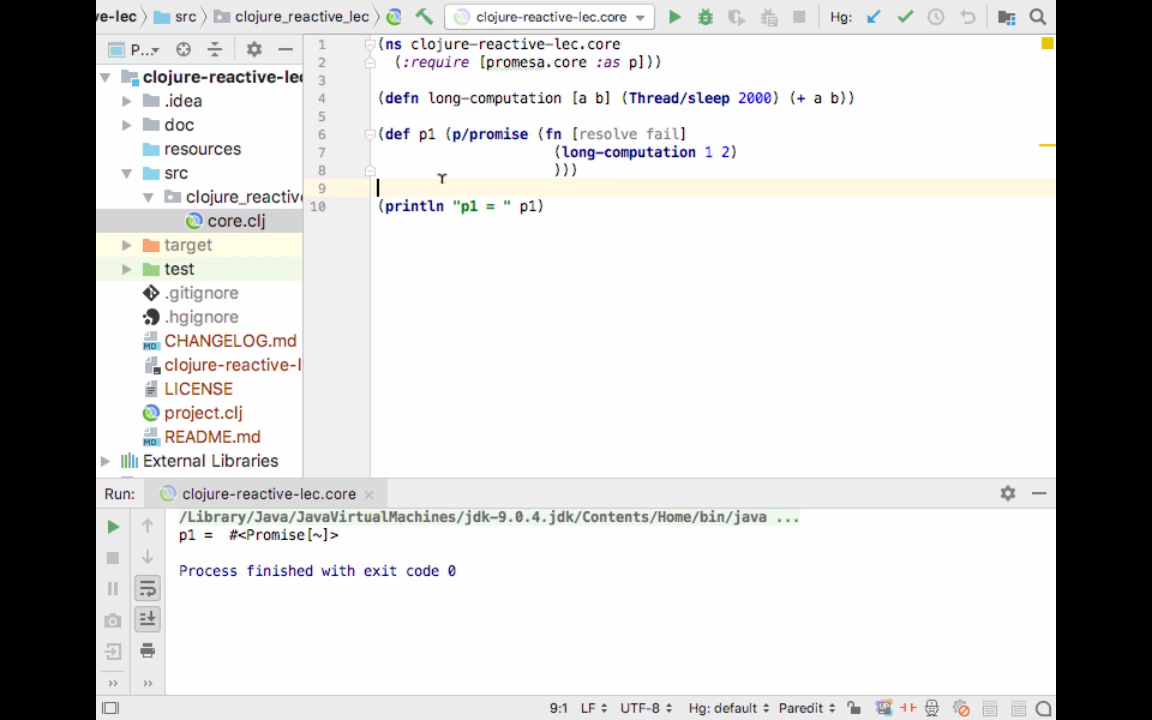 e-lec src clojure_reactive_lec clojure-reactive-lec.core Hg:
P...
clojure-reactive-lec
.idea
doc
resources
src
clojure_reactive
core.clj
target
test
.gitignore
.hgignore
CHANGELOG.md
clojure-reactive-l
LICENSE
project.clj
README.md
External Libraries
1 (ns clojure-reactive-lec.core
2 (:require [promesa.core :as p]))
3
4 (defn long-computation [a b] (Thread/sleep 2000) (+ a b))
5
6 (def p1 (p/promise (fn [resolve fail]
7 (long-computation 1 2)
8 )))
9
10 (println "p1 = " p1)
Run: clojure-reactive-lec.core
/Library/Java/JavaVirtualMachines/jdk-9.0.4.jdk/Contents/Home/bin/java ...
p1 =  #<Promise[~]>
Process finished with exit code 0
9:1 LF UTF-8 Hg: default Paredit